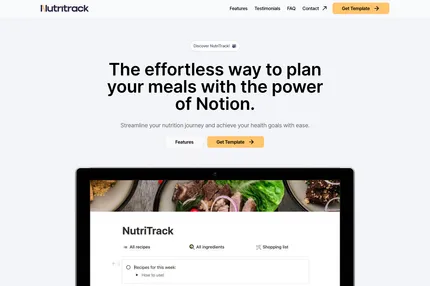 Nutritrack
Features Testimonials FAQ Contact Get Template
Discover NutriTrack!
The effortless way to plan
your meals with the power
of Notion.
Streamline your nutrition journey and achieve your health goals with ease.
Features Get Template
NutriTrack
All recipes All ingredients Shopping list
Recipes for this week:
How to use!